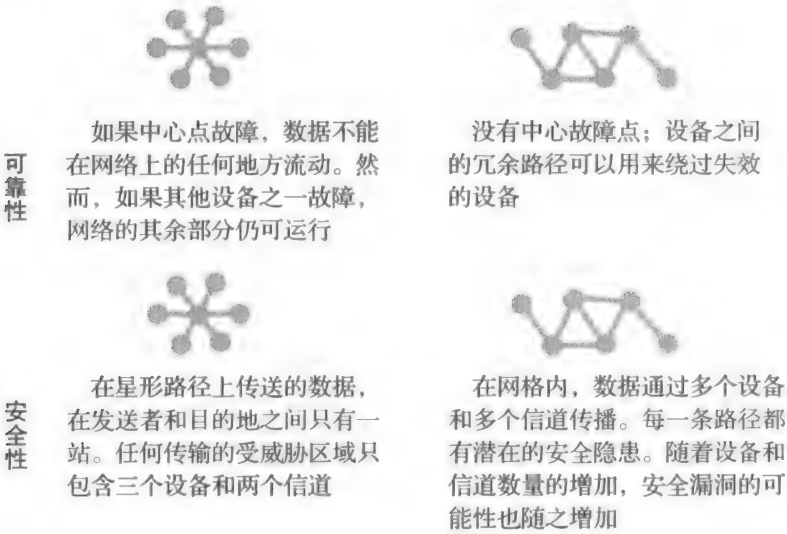 可靠性
如果中心点故障，数据不能
在网络上的任何地方流动。然
而，如果其他设备之一故障，
网络的其余部分仍可运行
没有中心故障点；设备之间
的冗余路径可以用来绕过失效
的设备
安全性
在星形路径上传送的数据，
在发送者和目的地之间只有一
站。任何传输的受威胁区域只
包含三个设备和两个信道
在网格内，数据通过多个设备
和多个信道传播。每一条路径都
有潜在的安全隐患。随着设备和
信道数量的增加，安全漏洞的可
能性也随之增加